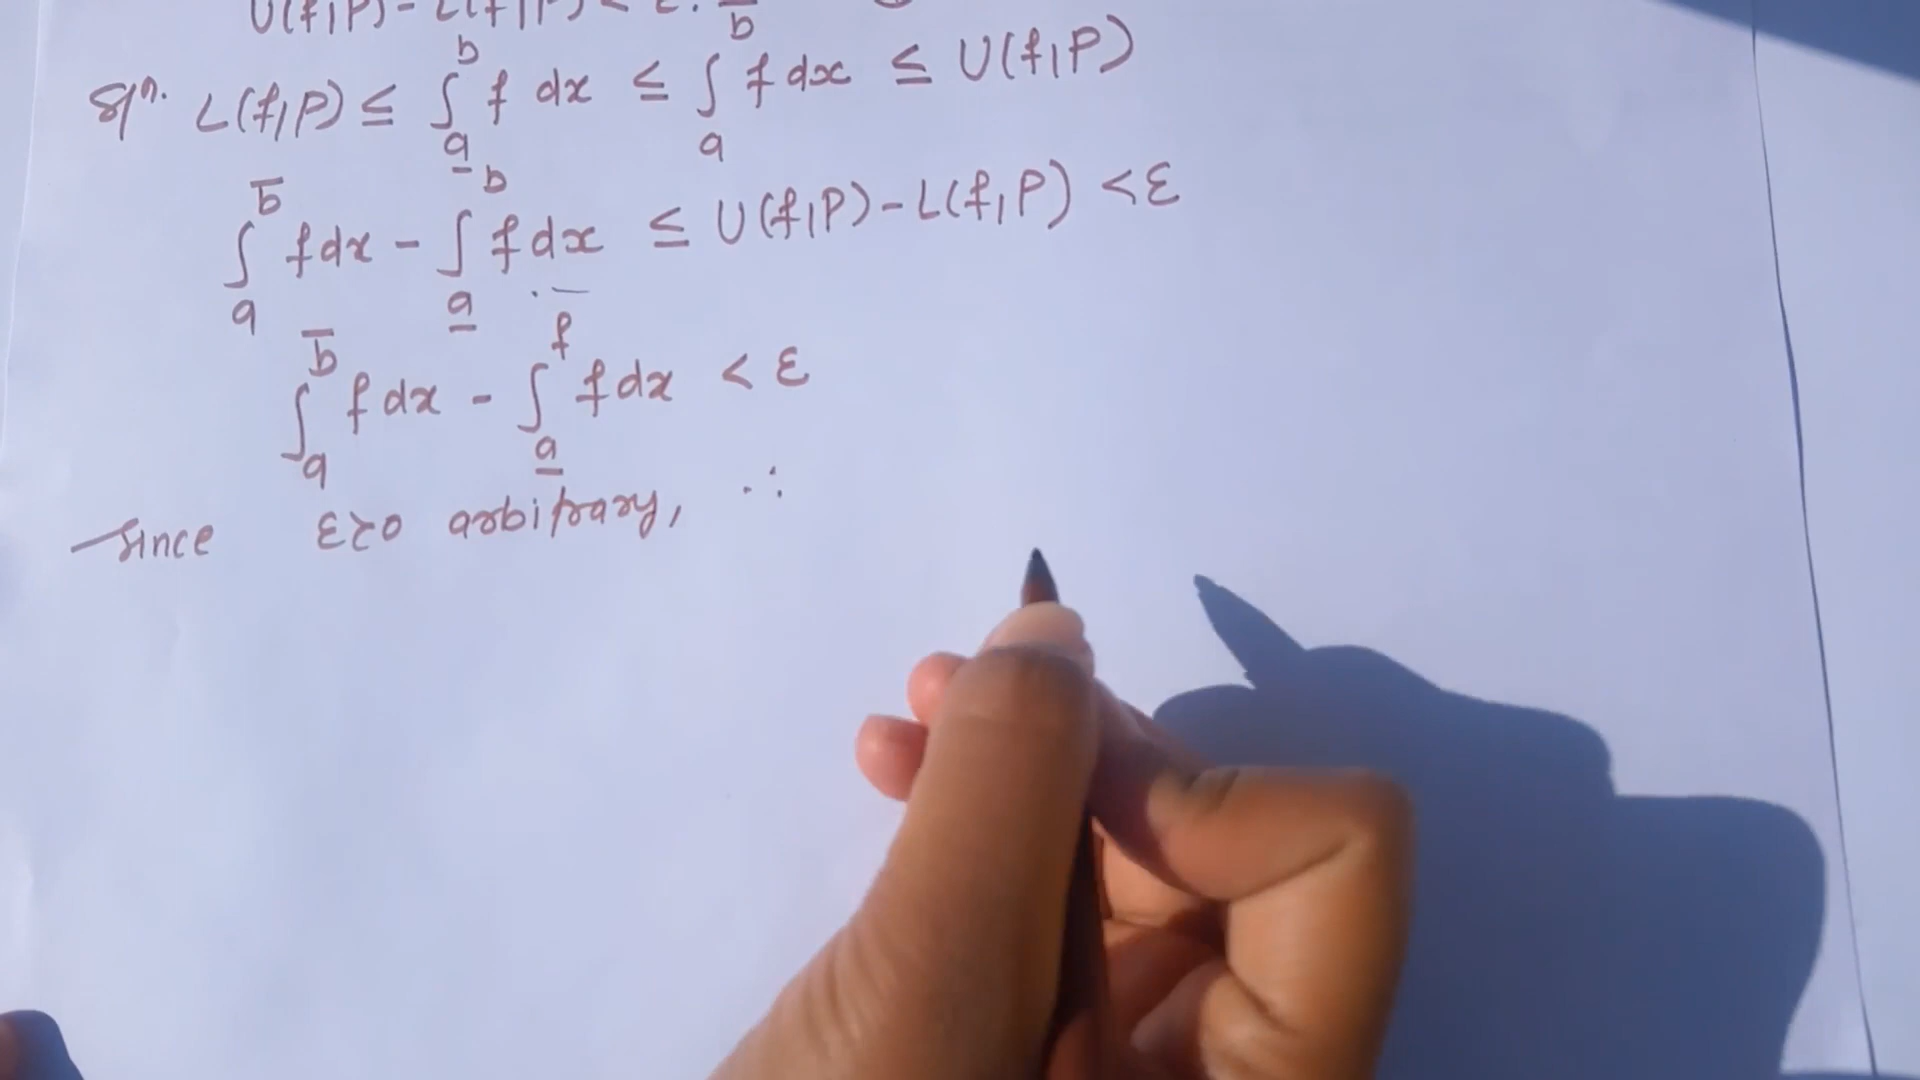 U(f,P) - L(f,P) < ε.
Sol^n. L(f,P) ≤ ∫_a̲^b f dx ≤ ∫_a^b̅ f dx ≤ U(f,P)
∫_a^b̅ f dx - ∫_a̲^b f dx ≤ U(f,P) - L(f,P) < ε
∫_a^b̅ f dx - ∫_a̲^f f dx < ε
Since ε>0 arbitrary, ∴